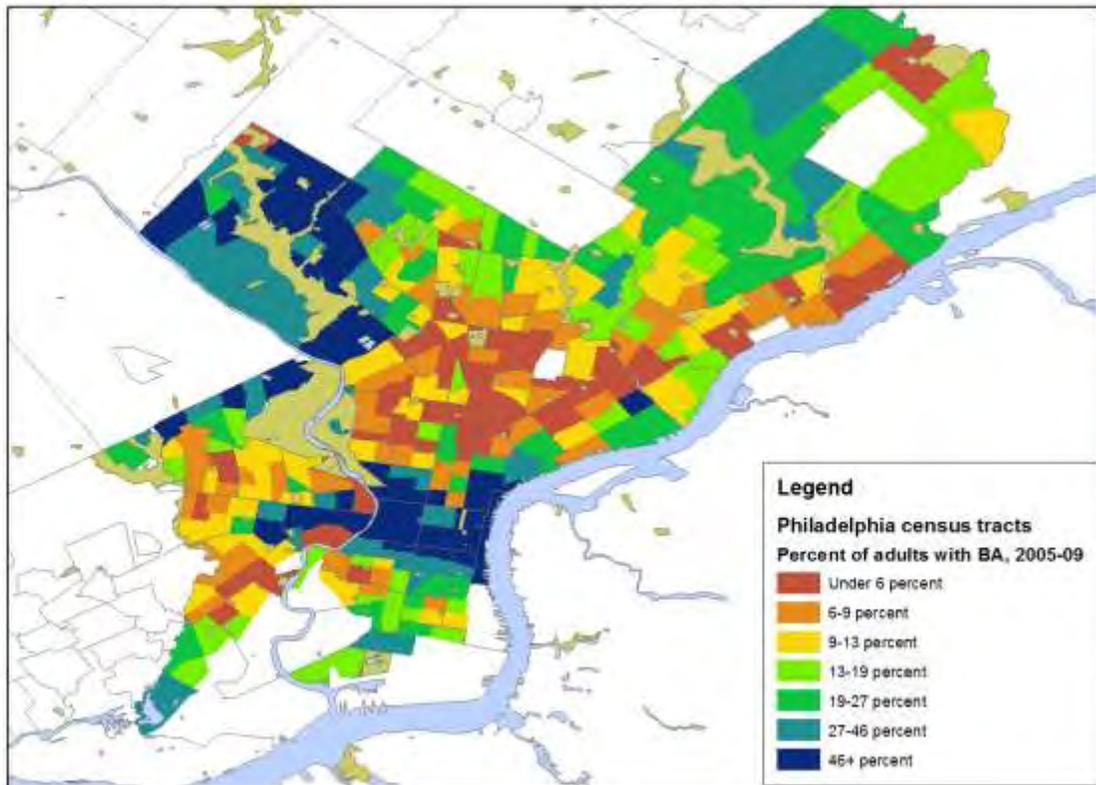 Legend
Philadelphia census tracts
Percent of adults with BA, 2005-09
Under 6 percent
6-9 percent
9-13 percent
13-19 percent
19-27 percent
27-46 percent
46+ percent